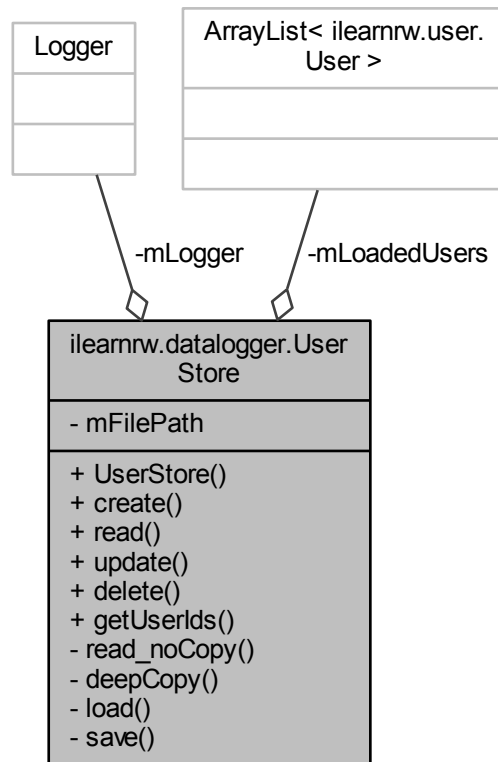 Logger
ArrayList< ilearnrw.user.
User >
-mLogger
-mLoadedUsers
ilearnrw.datalogger.User
Store
- mFilePath
+ UserStore()
+ create()
+ read()
+ update()
+ delete()
+ getUserIds()
- read_noCopy()
- deepCopy()
- load()
- save()